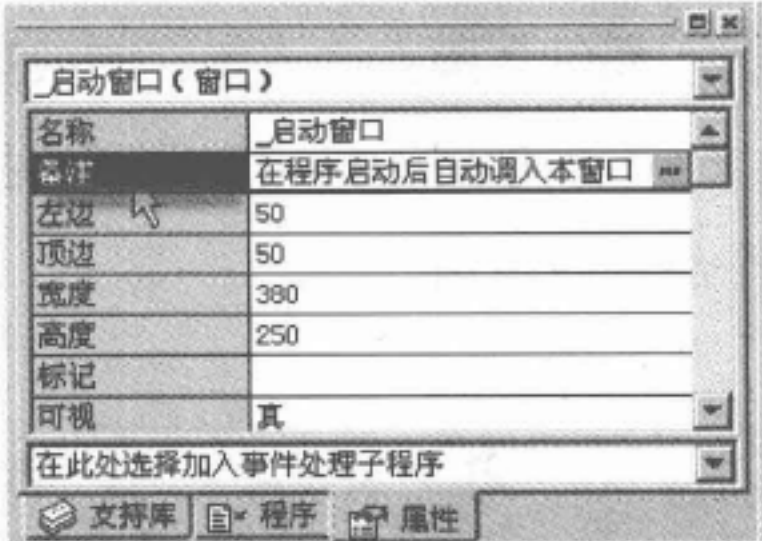 _启动窗口（窗口）
名称 _启动窗口
备注 在程序启动后自动调入本窗口 ...
左边 50
顶边 50
宽度 380
高度 250
标记
可视 真
在此处选择加入事件处理子程序
支持库 程序 属性